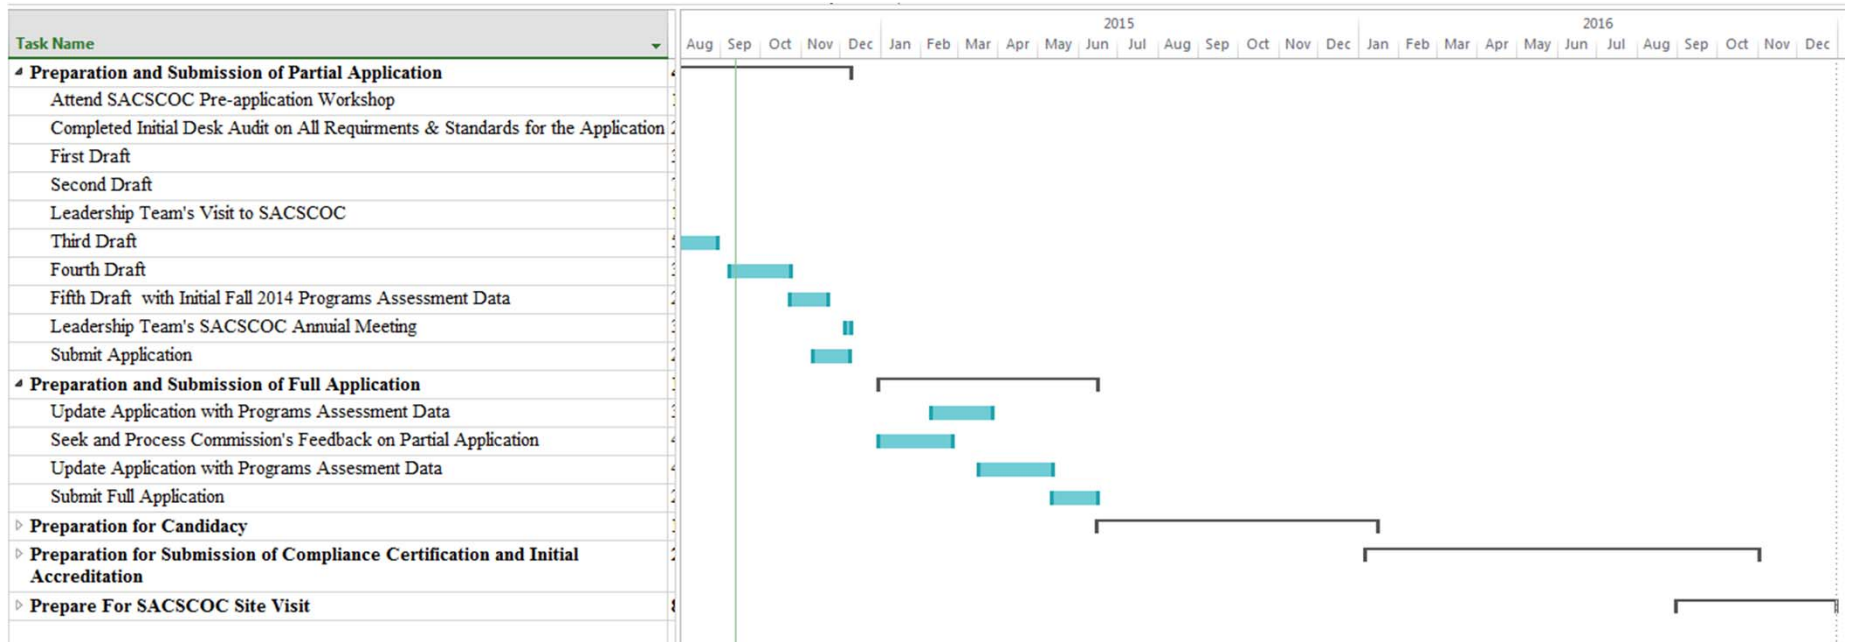 2015 2016
Task Name Aug Sep Oct Nov Dec Jan Feb Mar Apr May Jun Jul Aug Sep Oct Nov Dec Jan Feb Mar Apr May Jun Jul Aug Sep Oct Nov Dec
Preparation and Submission of Partial Application
Attend SACSCOC Pre-application Workshop
Completed Initial Desk Audit on All Requirments & Standards for the Application
First Draft
Second Draft
Leadership Team's Visit to SACSCOC
Third Draft
Fourth Draft
Fifth Draft with Initial Fall 2014 Programs Assessment Data
Leadership Team's SACSCOC Annuial Meeting
Submit Application
Preparation and Submission of Full Application
Update Application with Programs Assessment Data
Seek and Process Commission's Feedback on Partial Application
Update Application with Programs Assesment Data
Submit Full Application
Preparation for Candidacy
Preparation for Submission of Compliance Certification and Initial
Accreditation
Prepare For SACSCOC Site Visit